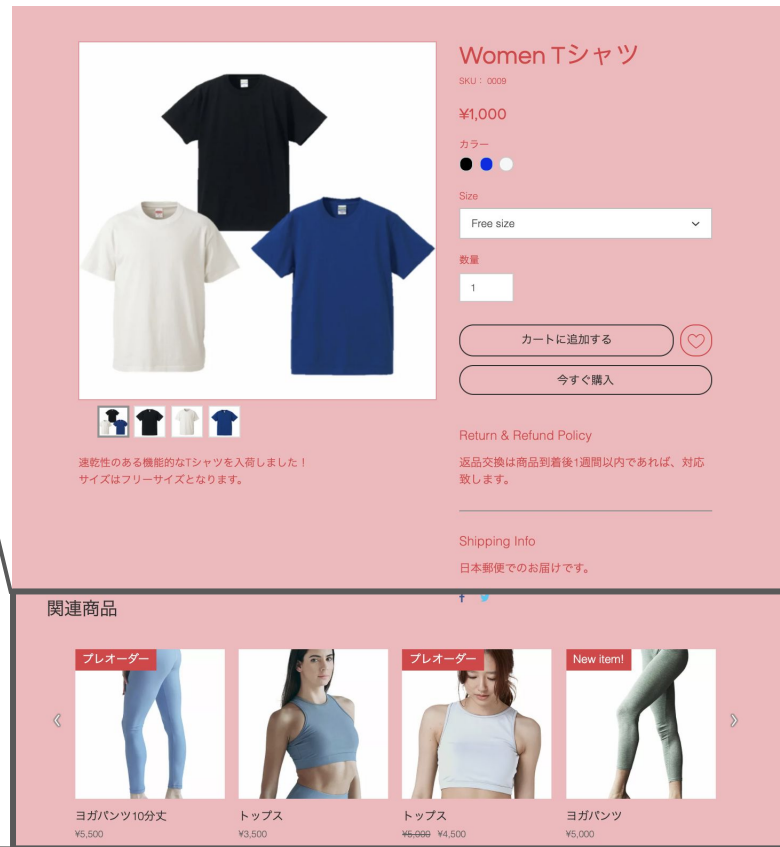 Women Tシャツ
SKU： 0009
¥1,000
カラー
Size
Free size
数量
1
カートに追加する
今すぐ購入
Return & Refund Policy
返品交換は商品到着後1週間以内であれば、対応
致します。
Shipping Info
日本郵便でのお届けです。
速乾性のある機能的なTシャツを入荷しました！
サイズはフリーサイズとなります。
関連商品
プレオーダー
ヨガパンツ10分丈
¥5,500
トップス
¥3,500
プレオーダー
トップス
¥5,000 ¥4,500
New item!
ヨガパンツ
¥5,000